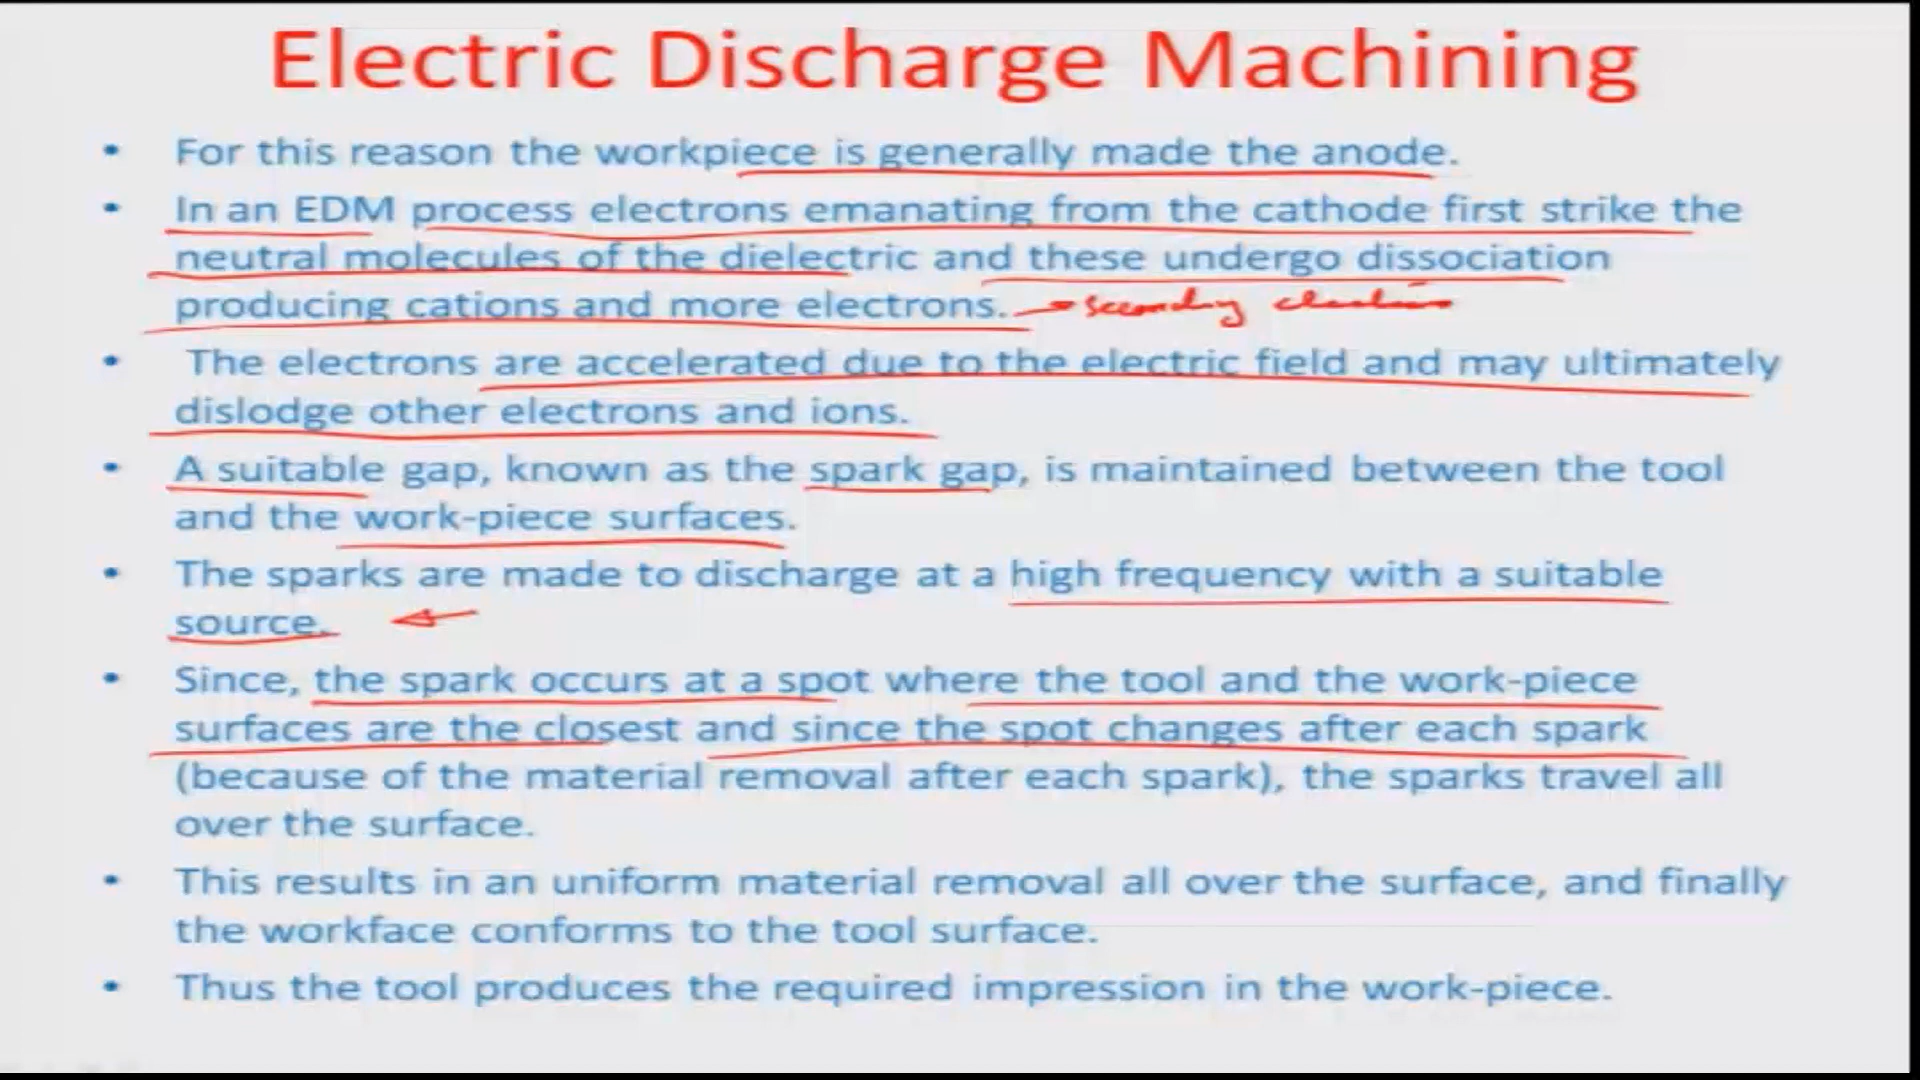 Electric Discharge Machining
• For this reason the workpiece is generally made the anode.
• In an EDM process electrons emanating from the cathode first strike the
neutral molecules of the dielectric and these undergo dissociation
producing cations and more electrons. → secondary electrons
• The electrons are accelerated due to the electric field and may ultimately
dislodge other electrons and ions.
• A suitable gap, known as the spark gap, is maintained between the tool
and the work-piece surfaces.
• The sparks are made to discharge at a high frequency with a suitable
source.
• Since, the spark occurs at a spot where the tool and the work-piece
surfaces are the closest and since the spot changes after each spark
(because of the material removal after each spark), the sparks travel all
over the surface.
• This results in an uniform material removal all over the surface, and finally
the workface conforms to the tool surface.
• Thus the tool produces the required impression in the work-piece.